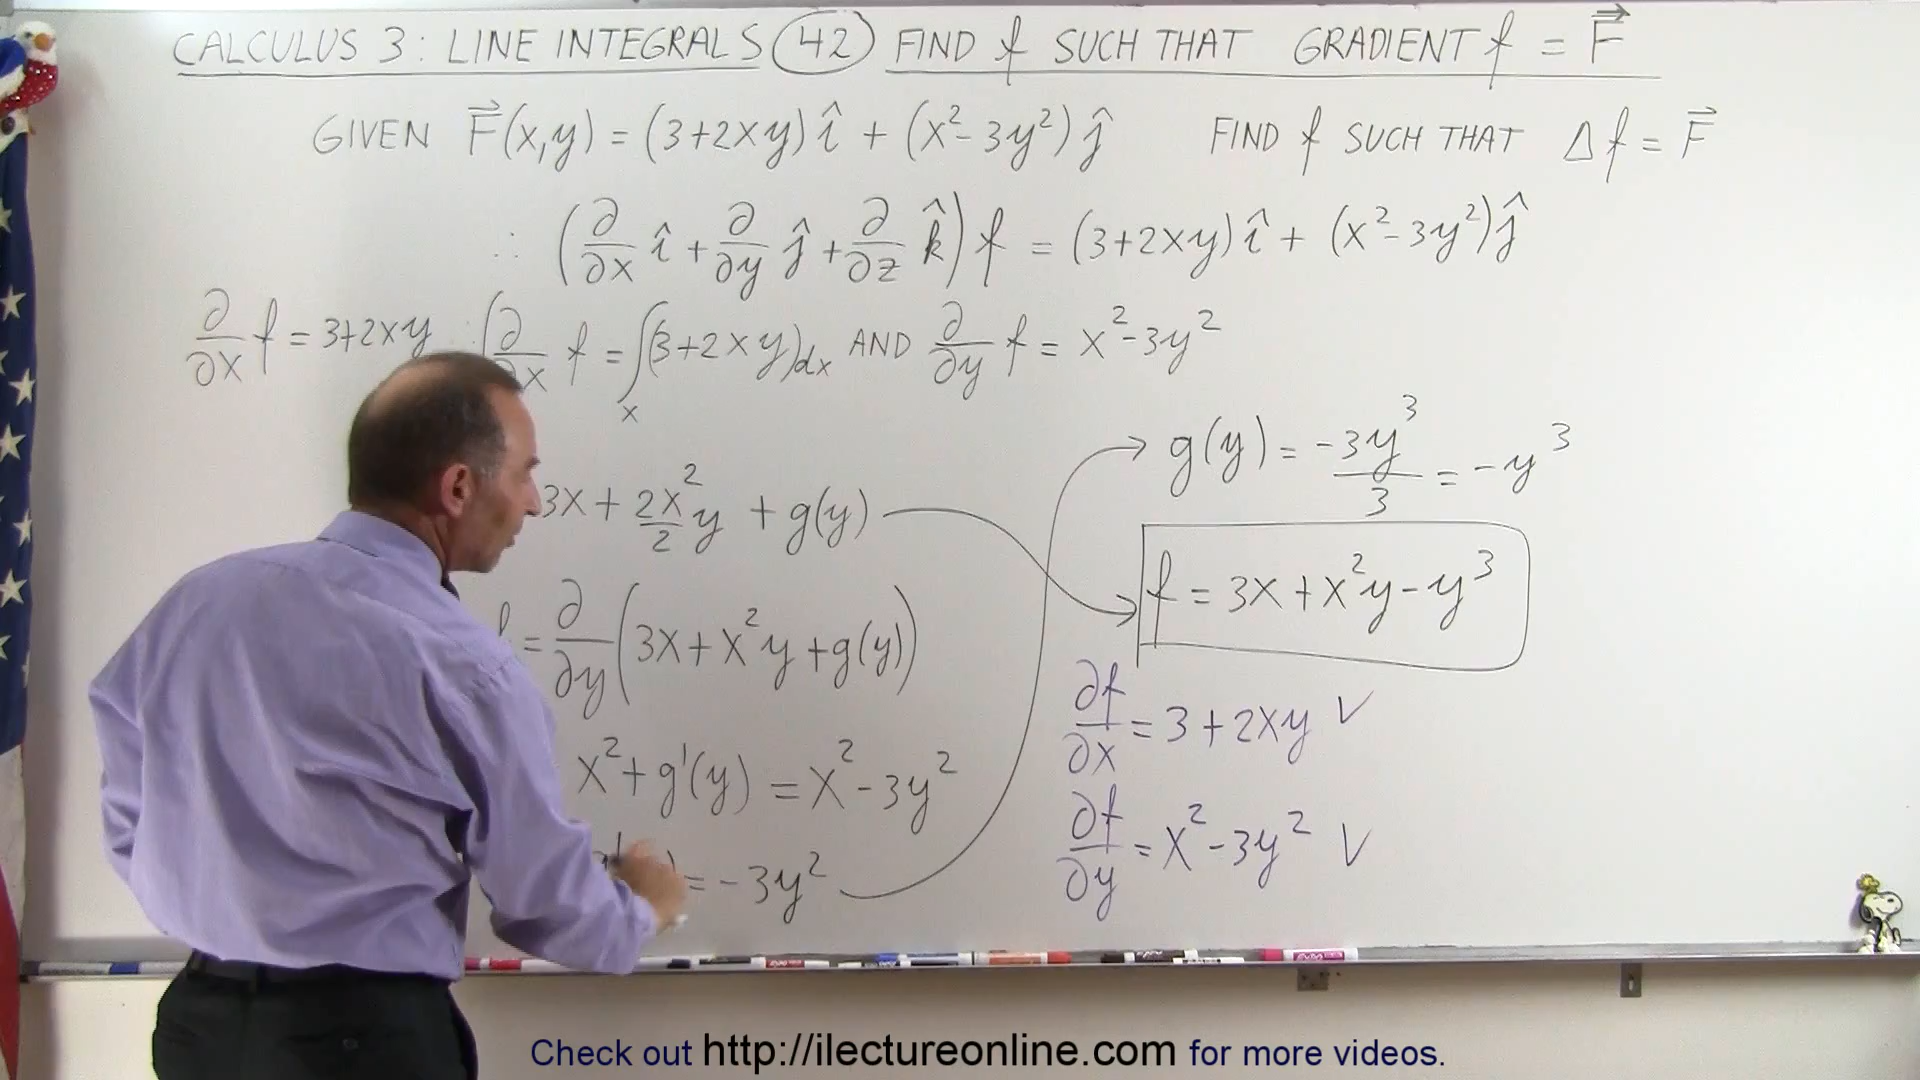 CALCULUS 3: LINE INTEGRALS 42 FIND f SUCH THAT GRADIENT f = F⃗
GIVEN F⃗(x,y) = (3+2xy) î + (x²-3y²) ĵ FIND f SUCH THAT Δ f = F⃗
∴ (∂/∂x î + ∂/∂y ĵ + ∂/∂z k̂) f = (3+2xy) î + (x²-3y²) ĵ
∂/∂x f = 3+2xy ∫ ∂/∂x f = ∫ₓ (3+2xy)dx AND ∂/∂y f = x²-3y²
g(y) = -3y³/3 = -y³
3x + 2x²/2 y + g(y)
f = 3x + x²y - y³
= ∂/∂y (3x + x²y + g(y))
∂f/∂x = 3 + 2xy ✓
x² + g'(y) = x² - 3y²
∂f/∂y = x² - 3y² ✓
= -3y²
EXPO
Check out http://ilectureonline.com for more videos.